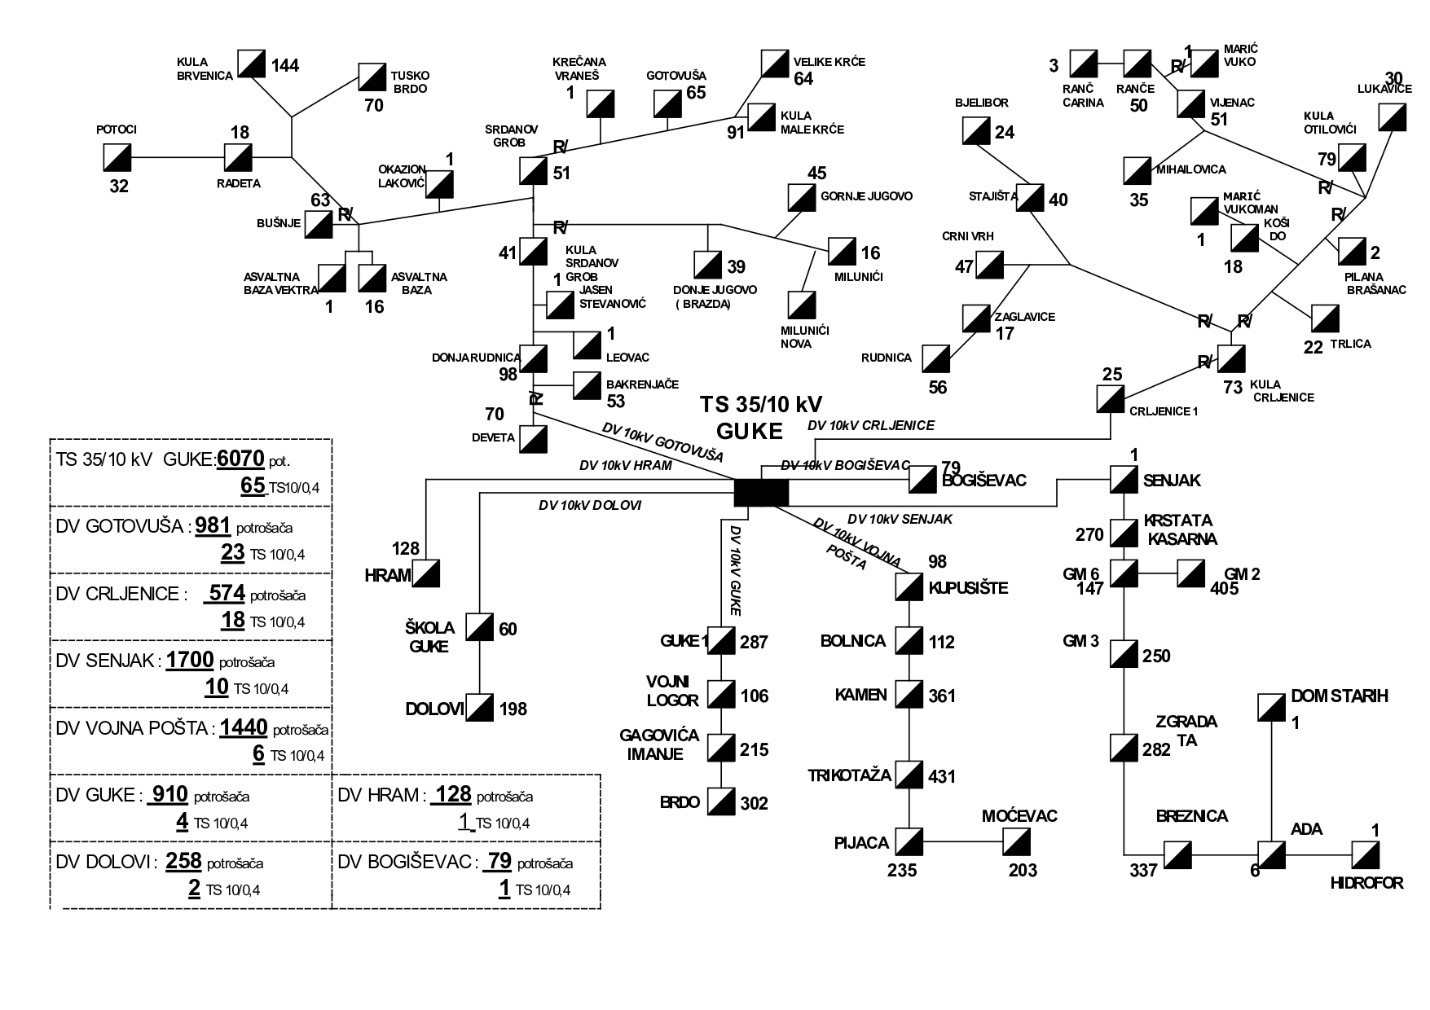 KULA
BRVENICA
144
TUSKO
BRDO
70
POTOCI
32
18
RADETA
63
BUŠNJE
R/
ASVALTNA
BAZA VEKTRA
1
ASVALTNA
BAZA
16
OKAZION
LAKOVIĆ
1
SRDANOV
GROB
51
R/
KREČANA
VRANEŠ
1
GOTOVUŠA
65
VELIKE KRĆE
64
91
KULA
MALE KRĆE
R/
41
KULA
SRDANOV
GROB
45
GORNJE JUGOVO
39
DONJE JUGOVO
( BRAZDA)
16
MILUNIĆI
MILUNIĆI
NOVA
1
JASEN
STEVANOVIĆ
1
LEOVAC
DONJA RUDNICA
98
BAKRENJAČE
53
R/
70
DEVETA
BJELIBOR
24
STAJIŠTA
40
CRNI VRH
47
ZAGLAVICE
17
RUDNICA
56
3
RANČ
CARINA
RANČE
50
1
R/
MARIĆ
VUKO
VIJENAC
51
MIHAILOVICA
35
30
LUKAVIĆE
KULA
OTILOVIĆI
79
R/
R/
MARIĆ
VUKOMAN
1
KOŠI
DO
18
2
PILANA
BRAŠANAC
22
TRLICA
R/
R/
R/
73
KULA
CRLJENICE
25
CRLJENICE 1
TS 35/10 kV
GUKE
DV 10kV GOTOVUŠA
DV 10kV CRLJENICE
DV 10kV HRAM
DV 10kV BOGIŠEVAC
79
BOGIŠEVAC
DV 10kV DOLOVI
DV 10kV SENJAK
DV 10kV VOJNA
POŠTA
DV 10kV GUKE
128
HRAM
ŠKOLA
GUKE
60
DOLOVI
198
GUKE 1
287
VOJNI
LOGOR
106
GAGOVIĆA
IMANJE
215
BRDO
302
98
KUPUSIŠTE
BOLNICA
112
KAMEN
361
TRIKOTAŽA
431
PIJACA
235
MOĆEVAC
203
1
SENJAK
270
KRSTATA
KASARNA
GM 6
147
GM 2
405
GM 3
250
ZGRADA
TA
282
BREZNICA
337
DOM STARIH
1
ADA
6
1
HIDROFOR
TS 35/10 kV GUKE:6070 pot.
65 TS10/0,4
DV GOTOVUŠA : 981 potrošača
23 TS 10/0,4
DV CRLJENICE : 574 potrošača
18 TS 10/0,4
DV SENJAK : 1700 potrošača
10 TS 10/0,4
DV VOJNA POŠTA : 1440 potrošača
6 TS 10/0,4
DV GUKE : 910 potrošača
4 TS 10/0,4
DV HRAM : 128 potrošača
1 TS 10/0,4
DV DOLOVI : 258 potrošača
2 TS 10/0,4
DV BOGIŠEVAC : 79 potrošača
1 TS 10/0,4